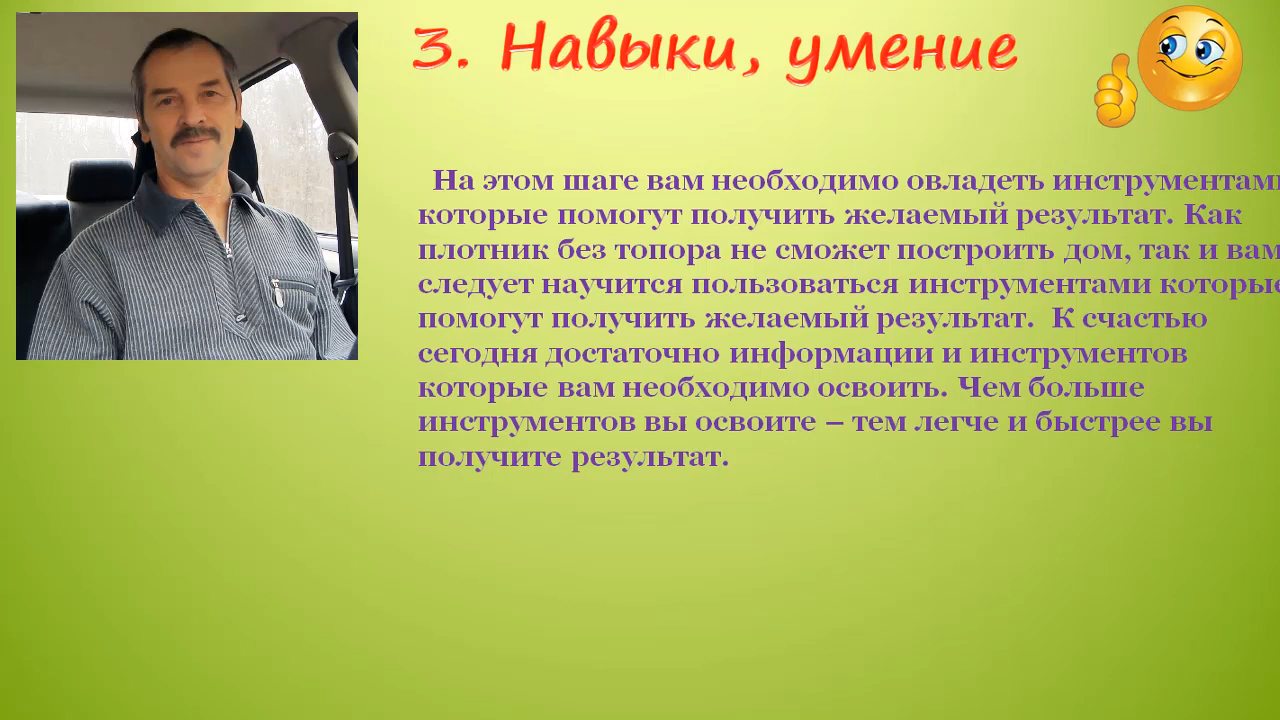 3. Навыки, умение
На этом шаге вам необходимо овладеть инструментами
которые помогут получить желаемый результат. Как
плотник без топора не сможет построить дом, так и вам
следует научится пользоваться инструментами которые
помогут получить желаемый результат. К счастью
сегодня достаточно информации и инструментов
которые вам необходимо освоить. Чем больше
инструментов вы освоите – тем легче и быстрее вы
получите результат.